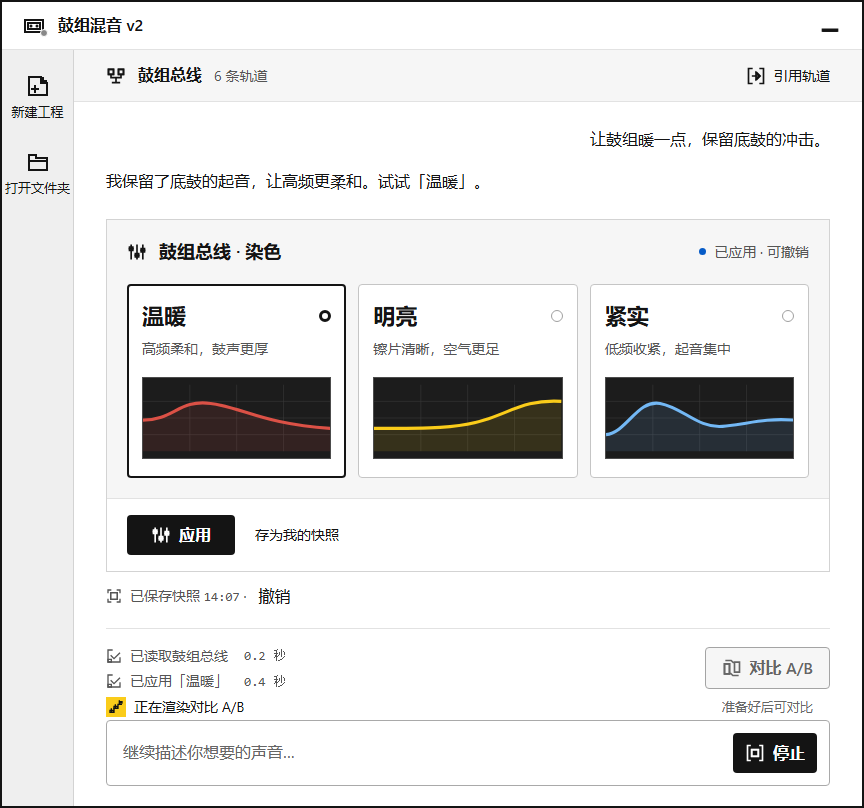 鼓组混音 v2
新建工程
打开文件夹
鼓组总线 6 条轨道
引用轨道
让鼓组暖一点，保留底鼓的冲击。
我保留了底鼓的起音，让高频更柔和。试试「温暖」。
鼓组总线 · 染色
已应用 · 可撤销
温暖
高频柔和，鼓声更厚
明亮
镲片清晰，空气更足
紧实
低频收紧，起音集中
应用
存为我的快照
已保存快照 14:07 · 撤销
已读取鼓组总线 0.2 秒
已应用「温暖」 0.4 秒
正在渲染对比 A/B
对比 A/B
准备好后可对比
继续描述你想要的声音...
停止